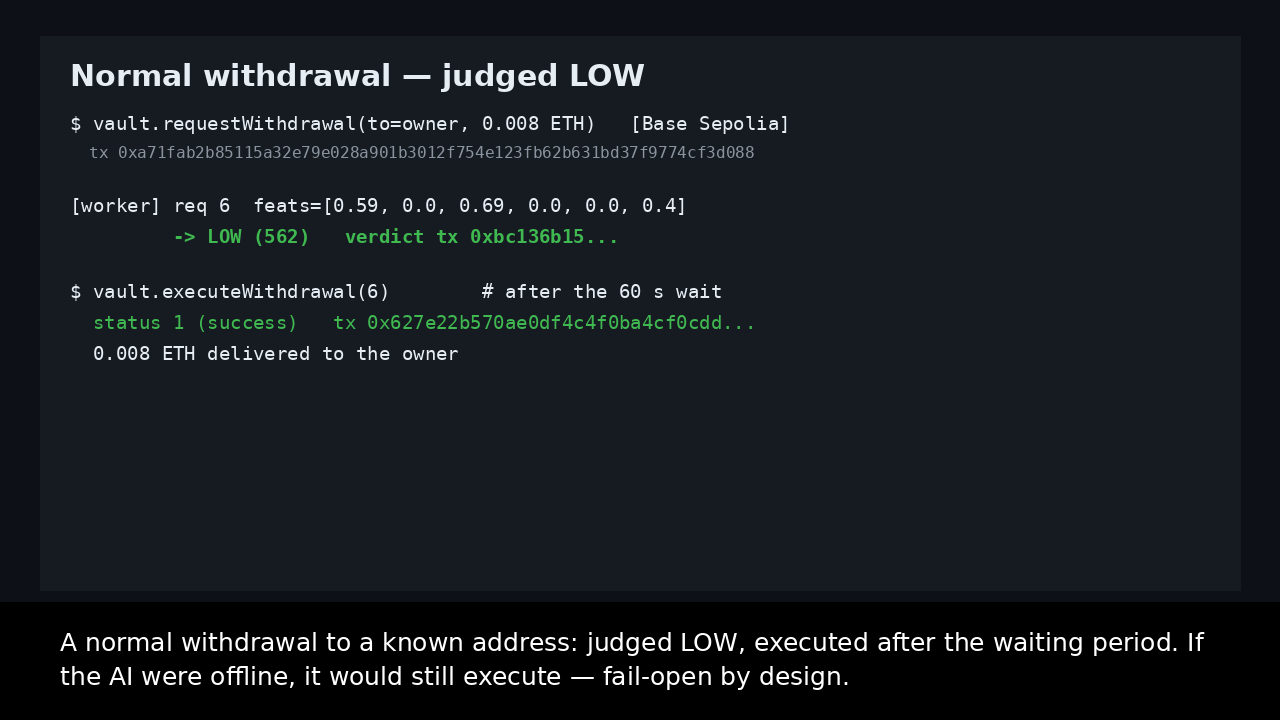 Normal withdrawal — judged LOW
$ vault.requestWithdrawal(to=owner, 0.008 ETH)   [Base Sepolia]
tx 0xa71fab2b85115a32e79e028a901b3012f754e123fb62b631bd37f9774cf3d088
[worker] req 6  feats=[0.59, 0.0, 0.69, 0.0, 0.0, 0.4]
-> LOW (562)   verdict tx 0xbc136b15...
$ vault.executeWithdrawal(6)        # after the 60 s wait
status 1 (success)   tx 0x627e22b570ae0df4c4f0ba4cf0cdd...
0.008 ETH delivered to the owner
A normal withdrawal to a known address: judged LOW, executed after the waiting period. If
the AI were offline, it would still execute — fail-open by design.